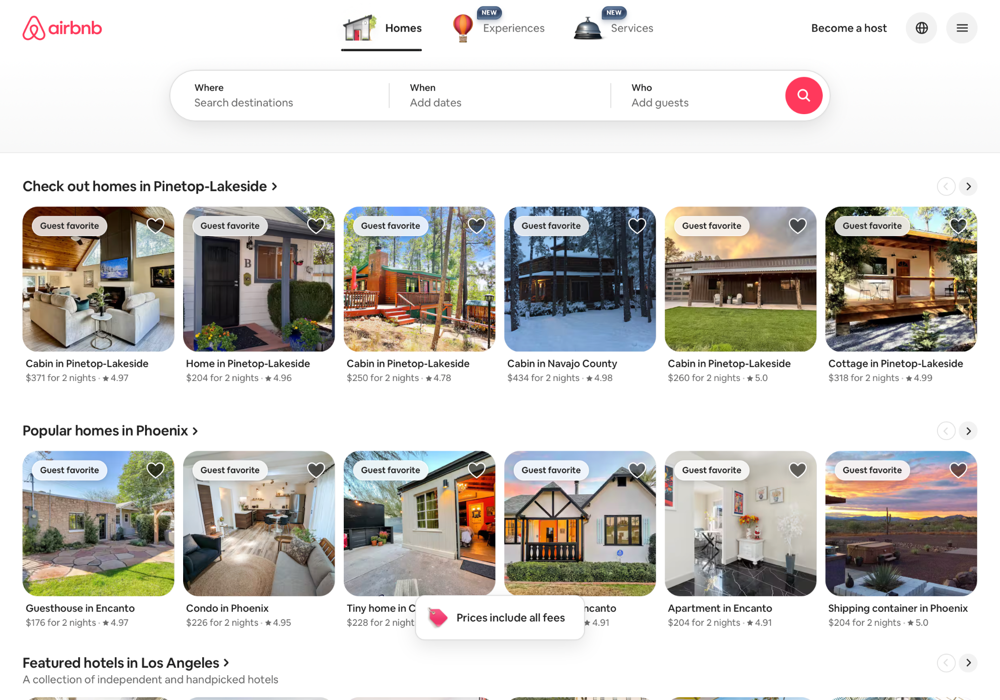 airbnb
Homes
NEW
Experiences
NEW
Services
Become a host
Where
Search destinations
When
Add dates
Who
Add guests
Check out homes in Pinetop-Lakeside
Guest favorite
Guest favorite
B
Guest favorite
Guest favorite
Guest favorite
Guest favorite
Cabin in Pinetop-Lakeside
$371 for 2 nights · ★ 4.97
Home in Pinetop-Lakeside
$204 for 2 nights · ★ 4.96
Cabin in Pinetop-Lakeside
$250 for 2 nights · ★ 4.78
Cabin in Navajo County
$434 for 2 nights · ★ 4.98
Cabin in Pinetop-Lakeside
$260 for 2 nights · ★ 5.0
Cottage in Pinetop-Lakeside
$318 for 2 nights · ★ 4.99
Popular homes in Phoenix
Guest favorite
Guest favorite
Guest favorite
Guest favorite
Guest favorite
Guest favorite
Guesthouse in Encanto
$176 for 2 nights · ★ 4.97
Condo in Phoenix
$226 for 2 nights · ★ 4.95
Tiny home in C
$228 for 2 night
ncanto
★ 4.91
Apartment in Encanto
$204 for 2 nights · ★ 4.91
Shipping container in Phoenix
$204 for 2 nights · ★ 5.0
Prices include all fees
Featured hotels in Los Angeles
A collection of independent and handpicked hotels